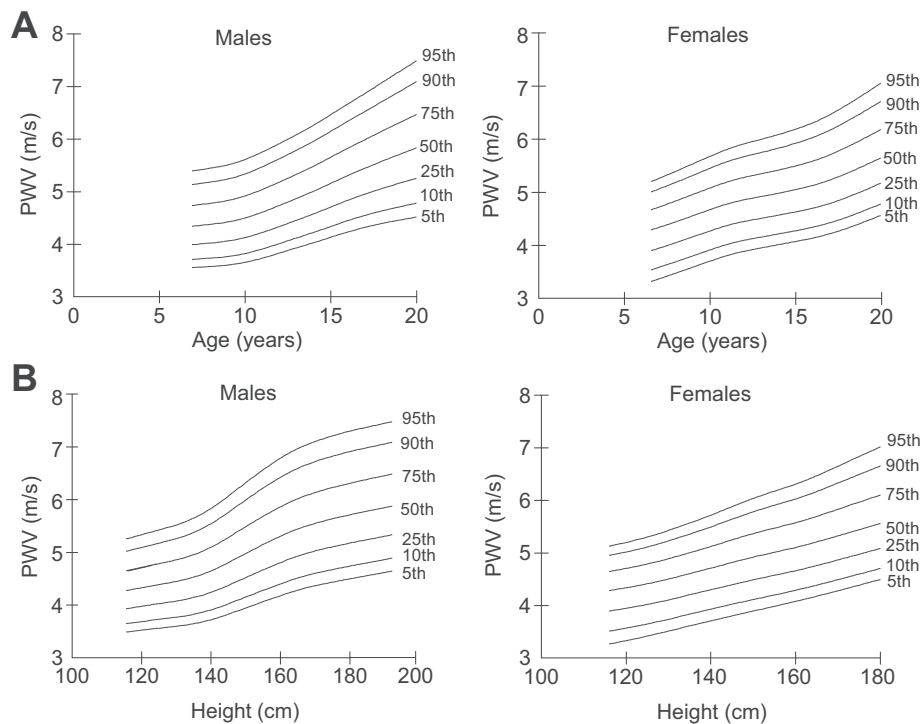 A
Males
8
7
6
5
4
3
PWV (m/s)
95th
90th
75th
50th
25th
10th
5th
0 5 10 15 20
Age (years)
Females
8
7
6
5
4
3
PWV (m/s)
95th
90th
75th
50th
25th
10th
5th
0 5 10 15 20
Age (years)
B
Males
8
7
6
5
4
3
PWV (m/s)
95th
90th
75th
50th
25th
10th
5th
100 120 140 160 180 200
Height (cm)
Females
8
7
6
5
4
3
PWV (m/s)
95th
90th
75th
50th
25th
10th
5th
100 120 140 160 180
Height (cm)